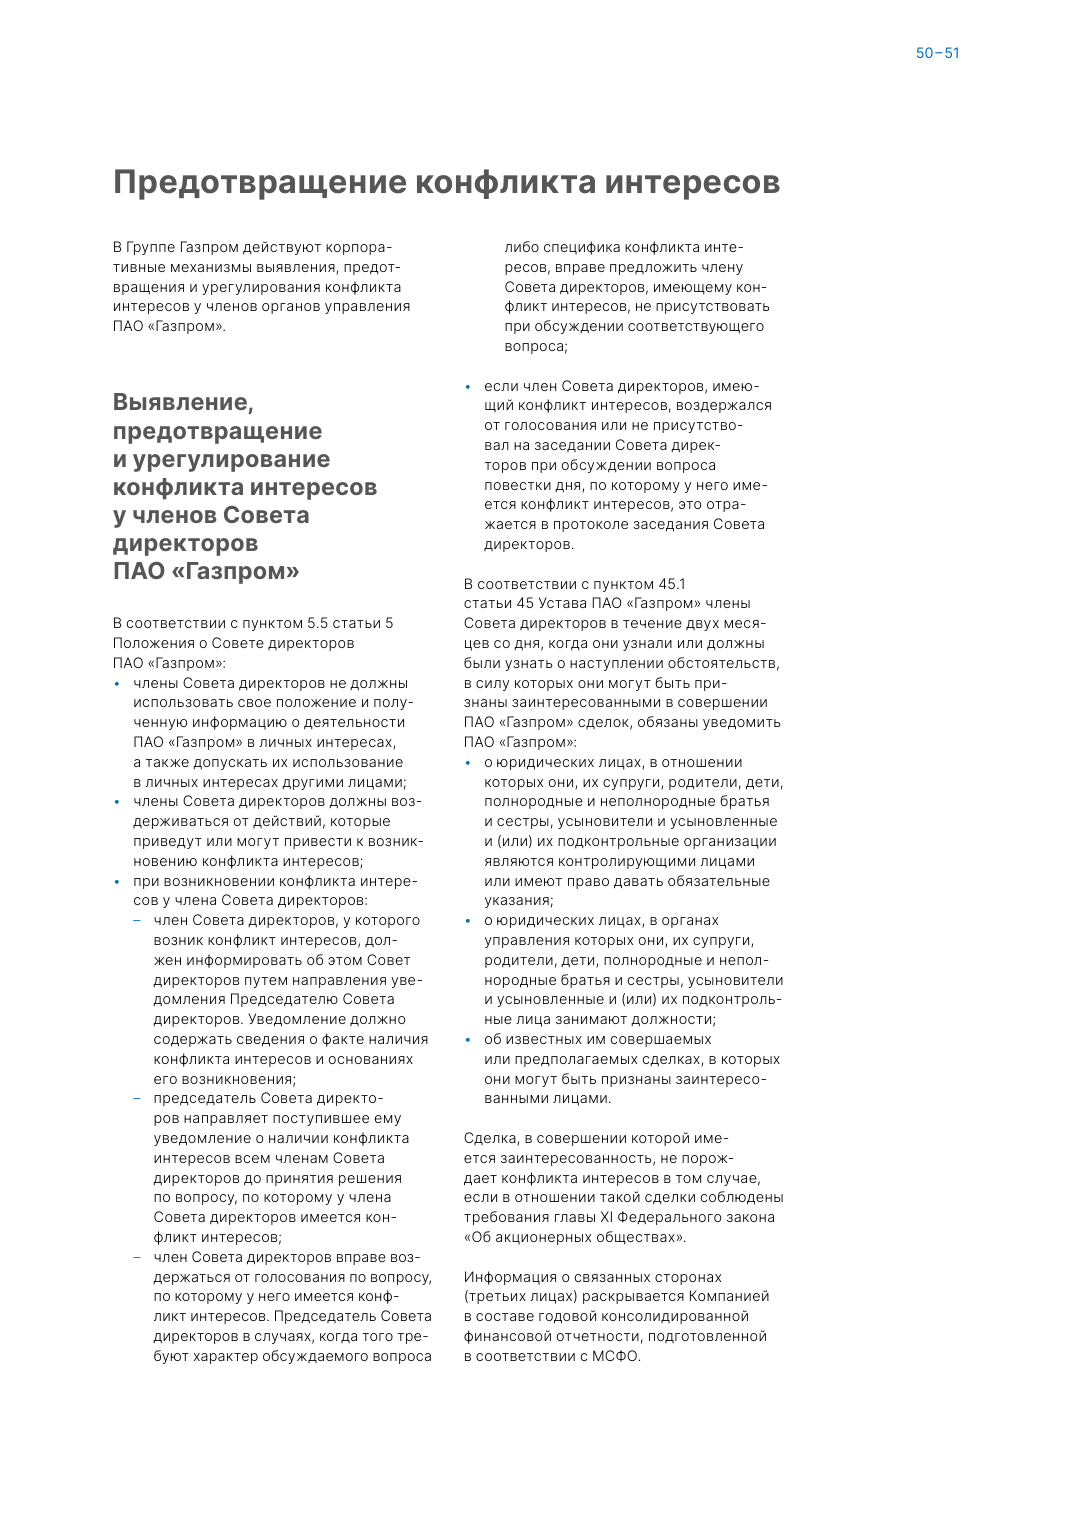 50–51
Предотвращение конфликта интересов
В Группе Газпром действуют корпора-
тивные механизмы выявления, предот-
вращения и урегулирования конфликта
интересов у членов органов управления
ПАО «Газпром».
Выявление,
предотвращение
и урегулирование
конфликта интересов
у членов Совета
директоров
ПАО «Газпром»
В соответствии с пунктом 5.5 статьи 5
Положения о Совете директоров
ПАО «Газпром»:
• члены Совета директоров не должны
использовать свое положение и полу-
ченную информацию о деятельности
ПАО «Газпром» в личных интересах,
а также допускать их использование
в личных интересах другими лицами;
• члены Совета директоров должны воз-
держиваться от действий, которые
приведут или могут привести к возник-
новению конфликта интересов;
• при возникновении конфликта интере-
сов у члена Совета директоров:
– член Совета директоров, у которого
возник конфликт интересов, дол-
жен информировать об этом Совет
директоров путем направления уве-
домления Председателю Совета
директоров. Уведомление должно
содержать сведения о факте наличия
конфликта интересов и основаниях
его возникновения;
– председатель Совета директо-
ров направляет поступившее ему
уведомление о наличии конфликта
интересов всем членам Совета
директоров до принятия решения
по вопросу, по которому у члена
Совета директоров имеется кон-
фликт интересов;
– член Совета директоров вправе воз-
держаться от голосования по вопросу,
по которому у него имеется конф-
ликт интересов. Председатель Совета
директоров в случаях, когда того тре-
буют характер обсуждаемого вопроса
либо специфика конфликта инте-
ресов, вправе предложить члену
Совета директоров, имеющему кон-
фликт интересов, не присутствовать
при обсуждении соответствующего
вопроса;
• если член Совета директоров, имею-
щий конфликт интересов, воздержался
от голосования или не присутство-
вал на заседании Совета дирек-
торов при обсуждении вопроса
повестки дня, по которому у него име-
ется конфликт интересов, это отра-
жается в протоколе заседания Совета
директоров.
В соответствии с пунктом 45.1
статьи 45 Устава ПАО «Газпром» члены
Совета директоров в течение двух меся-
цев со дня, когда они узнали или должны
были узнать о наступлении обстоятельств,
в силу которых они могут быть при-
знаны заинтересованными в совершении
ПАО «Газпром» сделок, обязаны уведомить
ПАО «Газпром»:
• о юридических лицах, в отношении
которых они, их супруги, родители, дети,
полнородные и неполнородные братья
и сестры, усыновители и усыновленные
и (или) их подконтрольные организации
являются контролирующими лицами
или имеют право давать обязательные
указания;
• о юридических лицах, в органах
управления которых они, их супруги,
родители, дети, полнородные и непол-
нородные братья и сестры, усыновители
и усыновленные и (или) их подконтроль-
ные лица занимают должности;
• об известных им совершаемых
или предполагаемых сделках, в которых
они могут быть признаны заинтересо-
ванными лицами.
Сделка, в совершении которой име-
ется заинтересованность, не порож-
дает конфликта интересов в том случае,
если в отношении такой сделки соблюдены
требования главы XI Федерального закона
«Об акционерных обществах».
Информация о связанных сторонах
(третьих лицах) раскрывается Компанией
в составе годовой консолидированной
финансовой отчетности, подготовленной
в соответствии с МСФО.